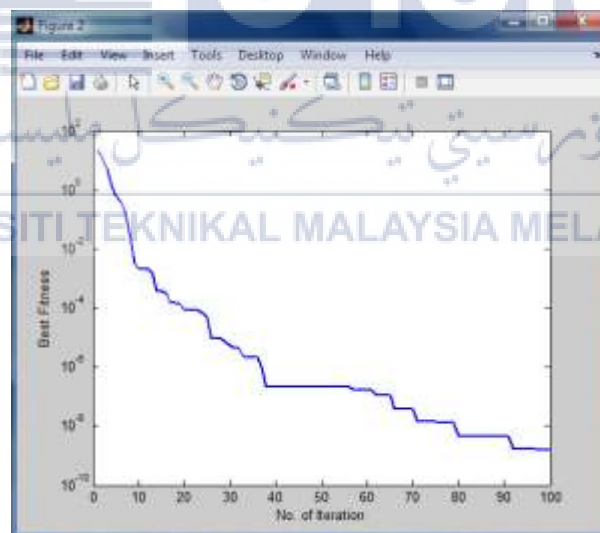 Figure 2
File Edit View Insert Tools Desktop Window Help
10^2
10^0
10^-2
10^-4
10^-6
10^-8
10^-10
Best Fitness
0 10 20 30 40 50 60 70 80 90 100
No. of Iteration
SITI TEKNIKAL MALAYSIA MELA